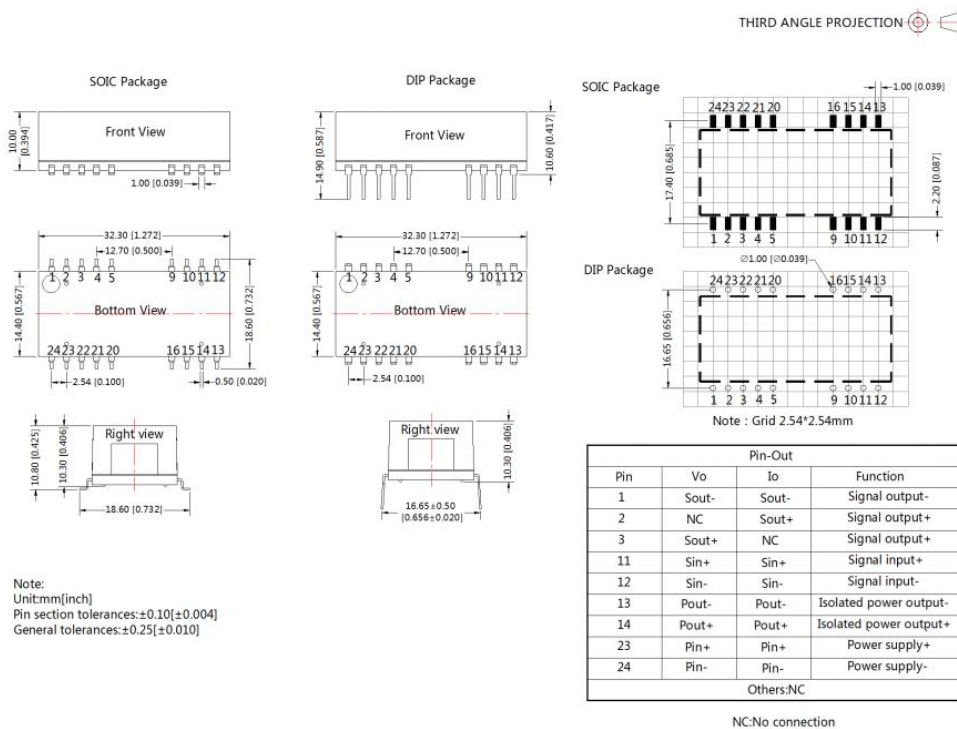 THIRD ANGLE PROJECTION
SOIC Package
Front View
10.00
[0.394]
1.00 [0.039]
32.30 [1.272]
12.70 [0.500]
1 2 3 4 5 9 10 11 12
Bottom View
14.40 [0.567]
18.60 [0.732]
24 23 22 21 20 16 15 14 13
2.54 [0.100]
0.50 [0.020]
Right view
10.80 [0.425]
10.30 [0.406]
18.60 [0.732]
DIP Package
Front View
14.90 [0.587]
10.60 [0.417]
32.30 [1.272]
12.70 [0.500]
1 2 3 4 5 9 10 11 12
Bottom View
14.40 [0.567]
24 23 22 21 20 16 15 14 13
2.54 [0.100]
Right view
10.30 [0.406]
16.65±0.50
[0.656±0.020]
SOIC Package
1.00 [0.039]
24 23 22 21 20 16 15 14 13
17.40 [0.685]
2.20 [0.087]
1 2 3 4 5 9 10 11 12
DIP Package
∅1.00 [∅0.039]
24 23 22 21 20 16 15 14 13
16.65 [0.656]
1 2 3 4 5 9 10 11 12
Note : Grid 2.54*2.54mm
Pin-Out
Pin Vo Io Function
1 Sout- Sout- Signal output-
2 NC Sout+ Signal output+
3 Sout+ NC Signal output+
11 Sin+ Sin+ Signal input+
12 Sin- Sin- Signal input-
13 Pout- Pout- Isolated power output-
14 Pout+ Pout+ Isolated power output+
23 Pin+ Pin+ Power supply+
24 Pin- Pin- Power supply-
Others:NC
NC:No connection
Note:
Unit:mm[inch]
Pin section tolerances:±0.10[±0.004]
General tolerances:±0.25[±0.010]